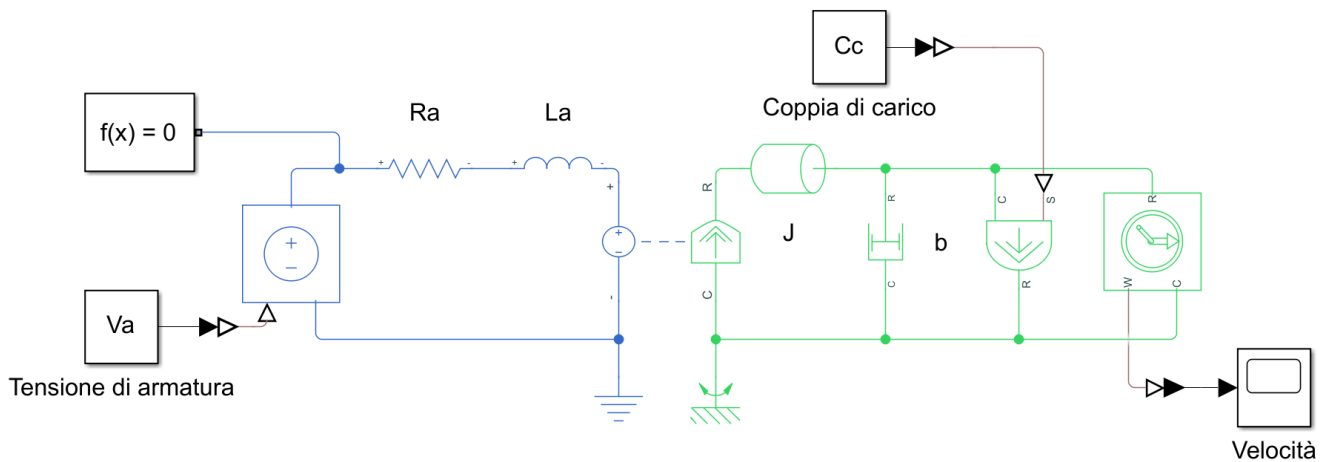 Cc
Coppia di carico
f(x) = 0
Ra
La
+
-
+
-
+
-
+
-
+
-
R
C
J
R
C
b
C
S
R
R
W
C
Va
Tensione di armatura
Velocità